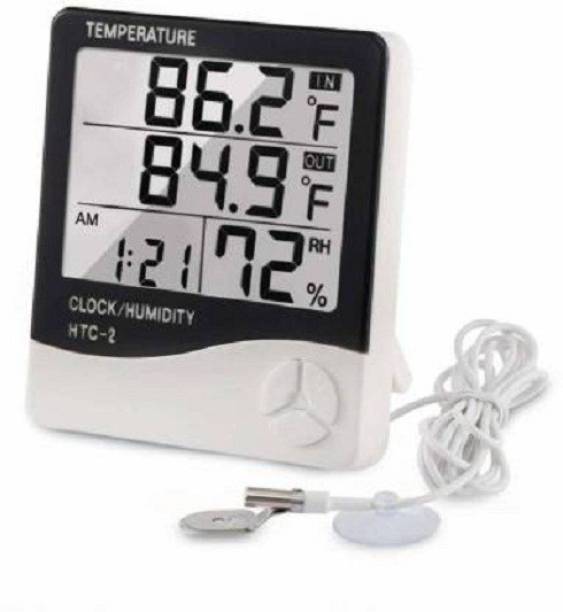 TEMPERATURE
86.2 IN °F
84.9 OUT °F
AM 1:21 72 RH %
CLOCK/HUMIDITY
HTC-2